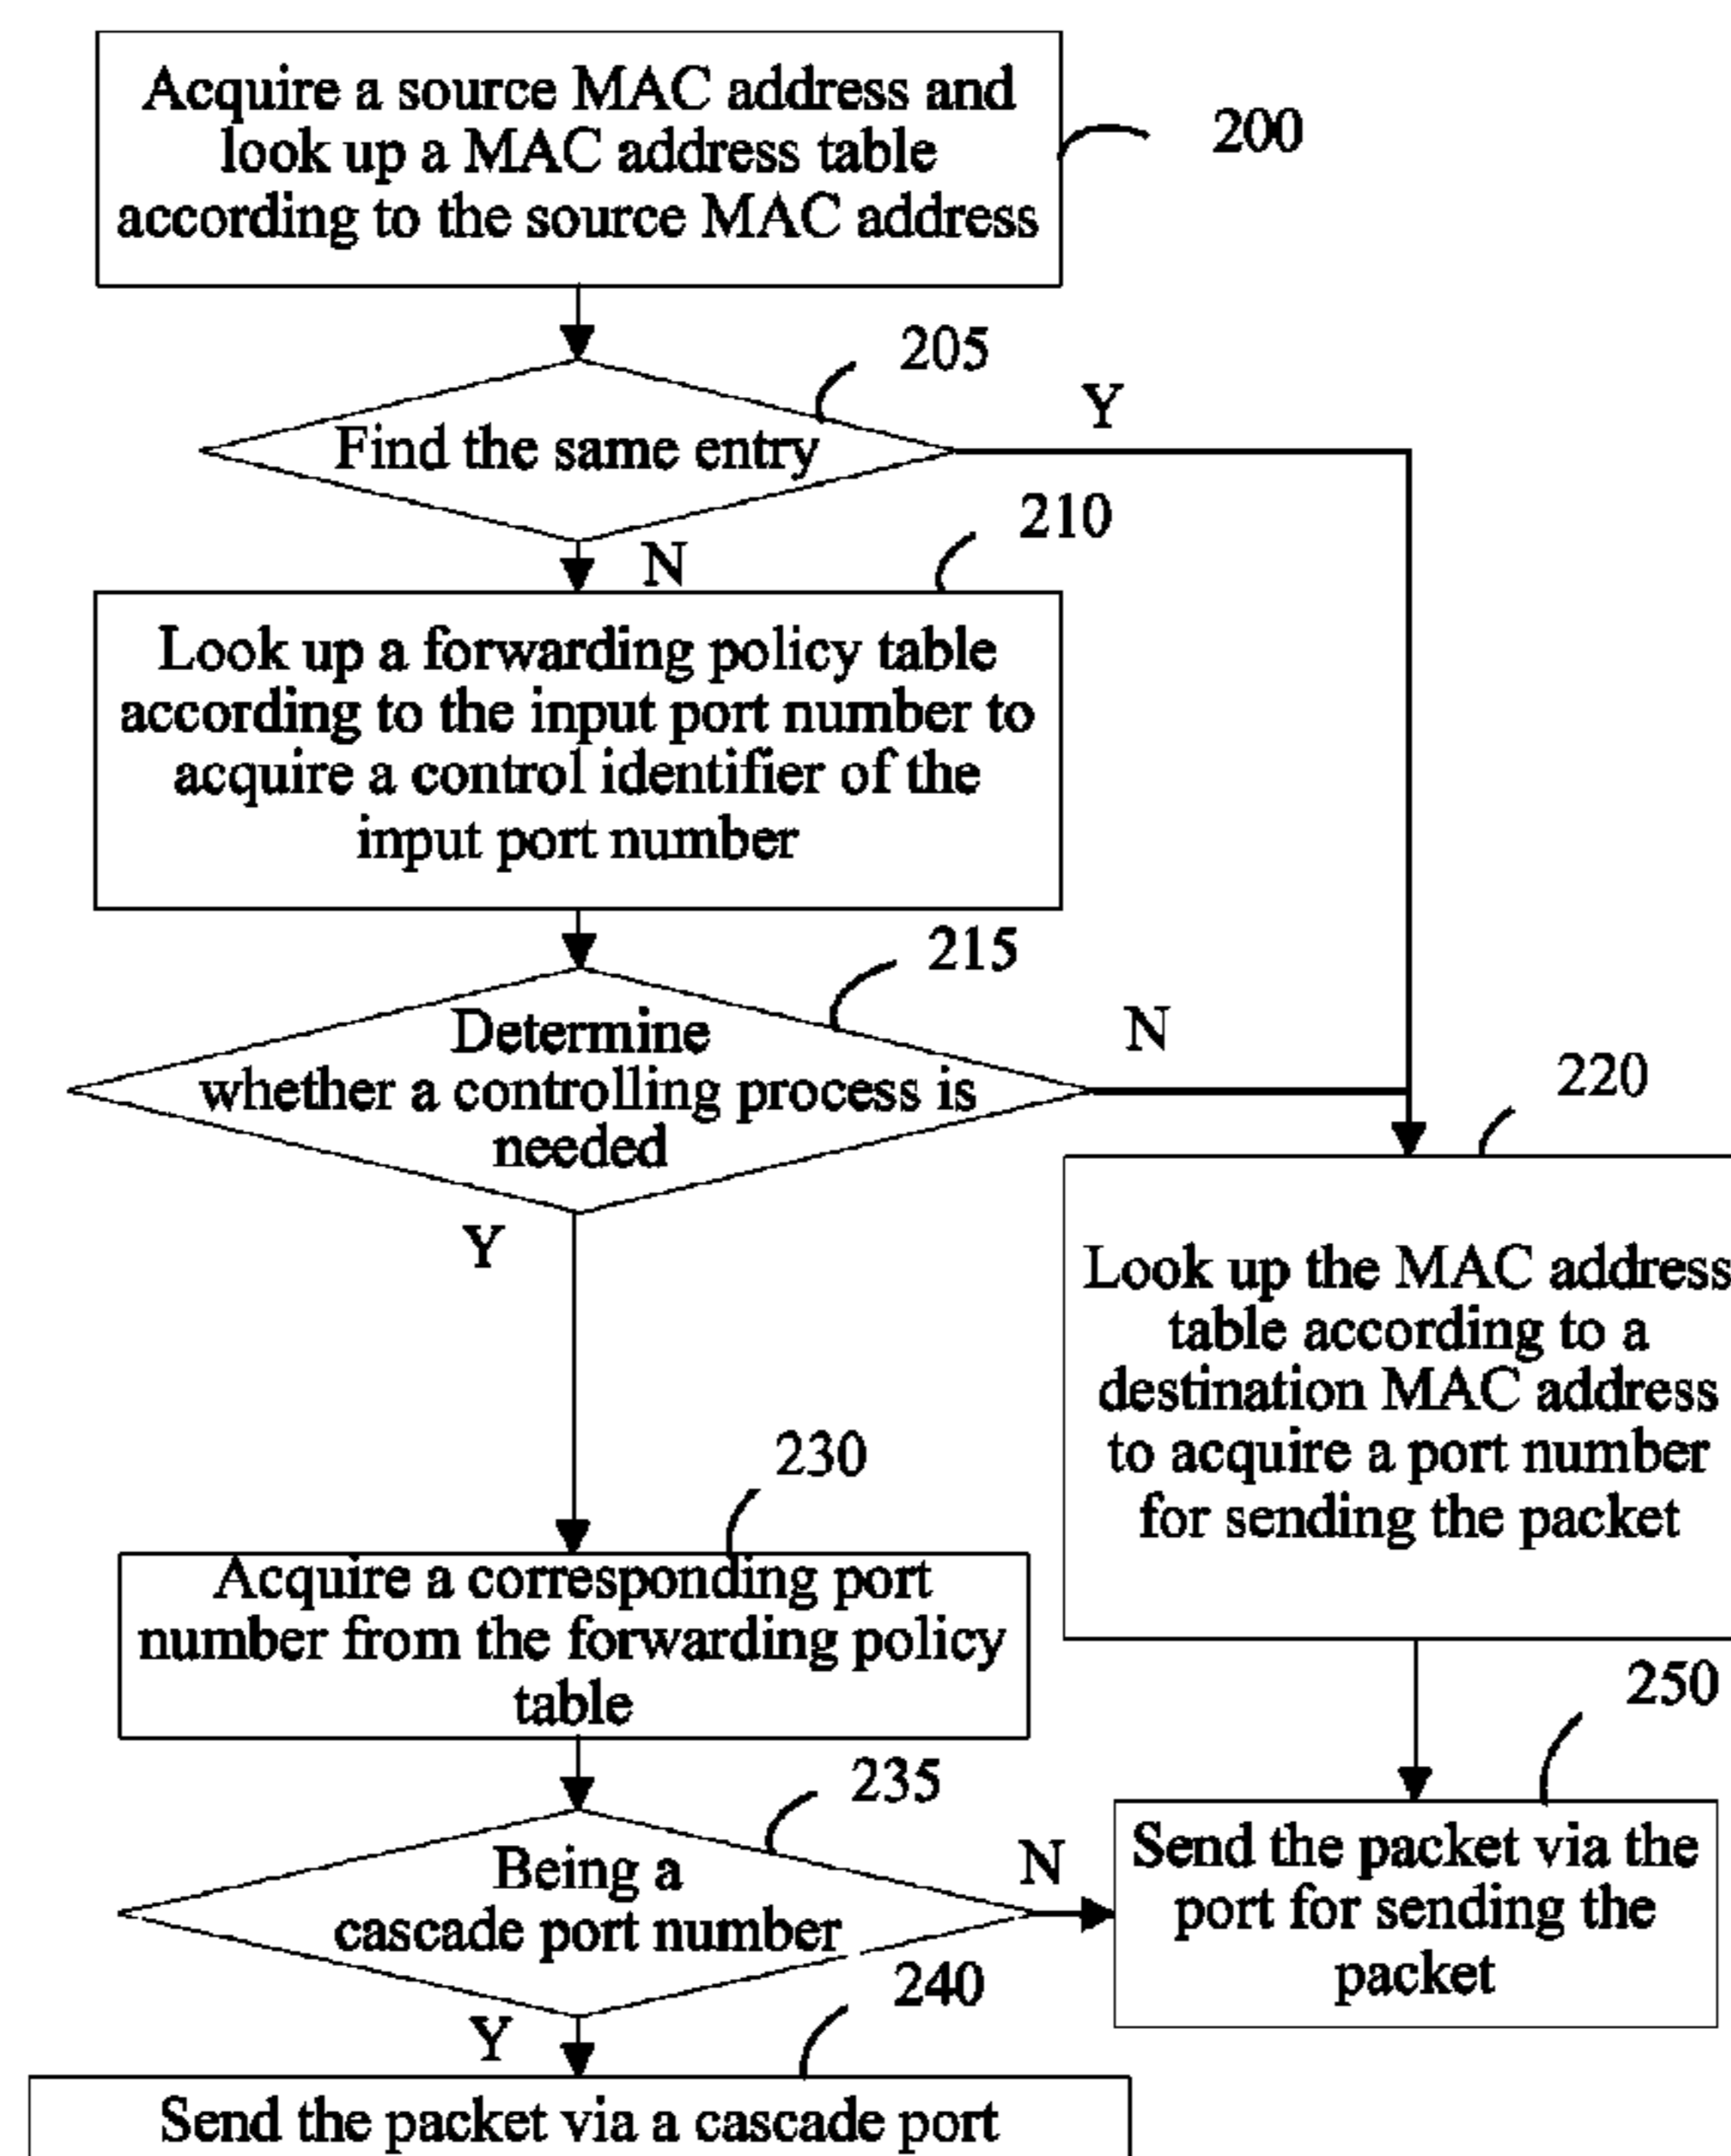 Acquire a source MAC address and
look up a MAC address table
according to the source MAC address
200
205
Find the same entry
Y
N
210
Look up a forwarding policy table
according to the input port number to
acquire a control identifier of the
input port number
215
Determine
whether a controlling process is
needed
N
Y
220
Look up the MAC address
table according to a
destination MAC address
to acquire a port number
for sending the packet
230
Acquire a corresponding port
number from the forwarding policy
table
235
Being a
cascade port number
N
Y
250
Send the packet via the
port for sending the
packet
240
Send the packet via a cascade port